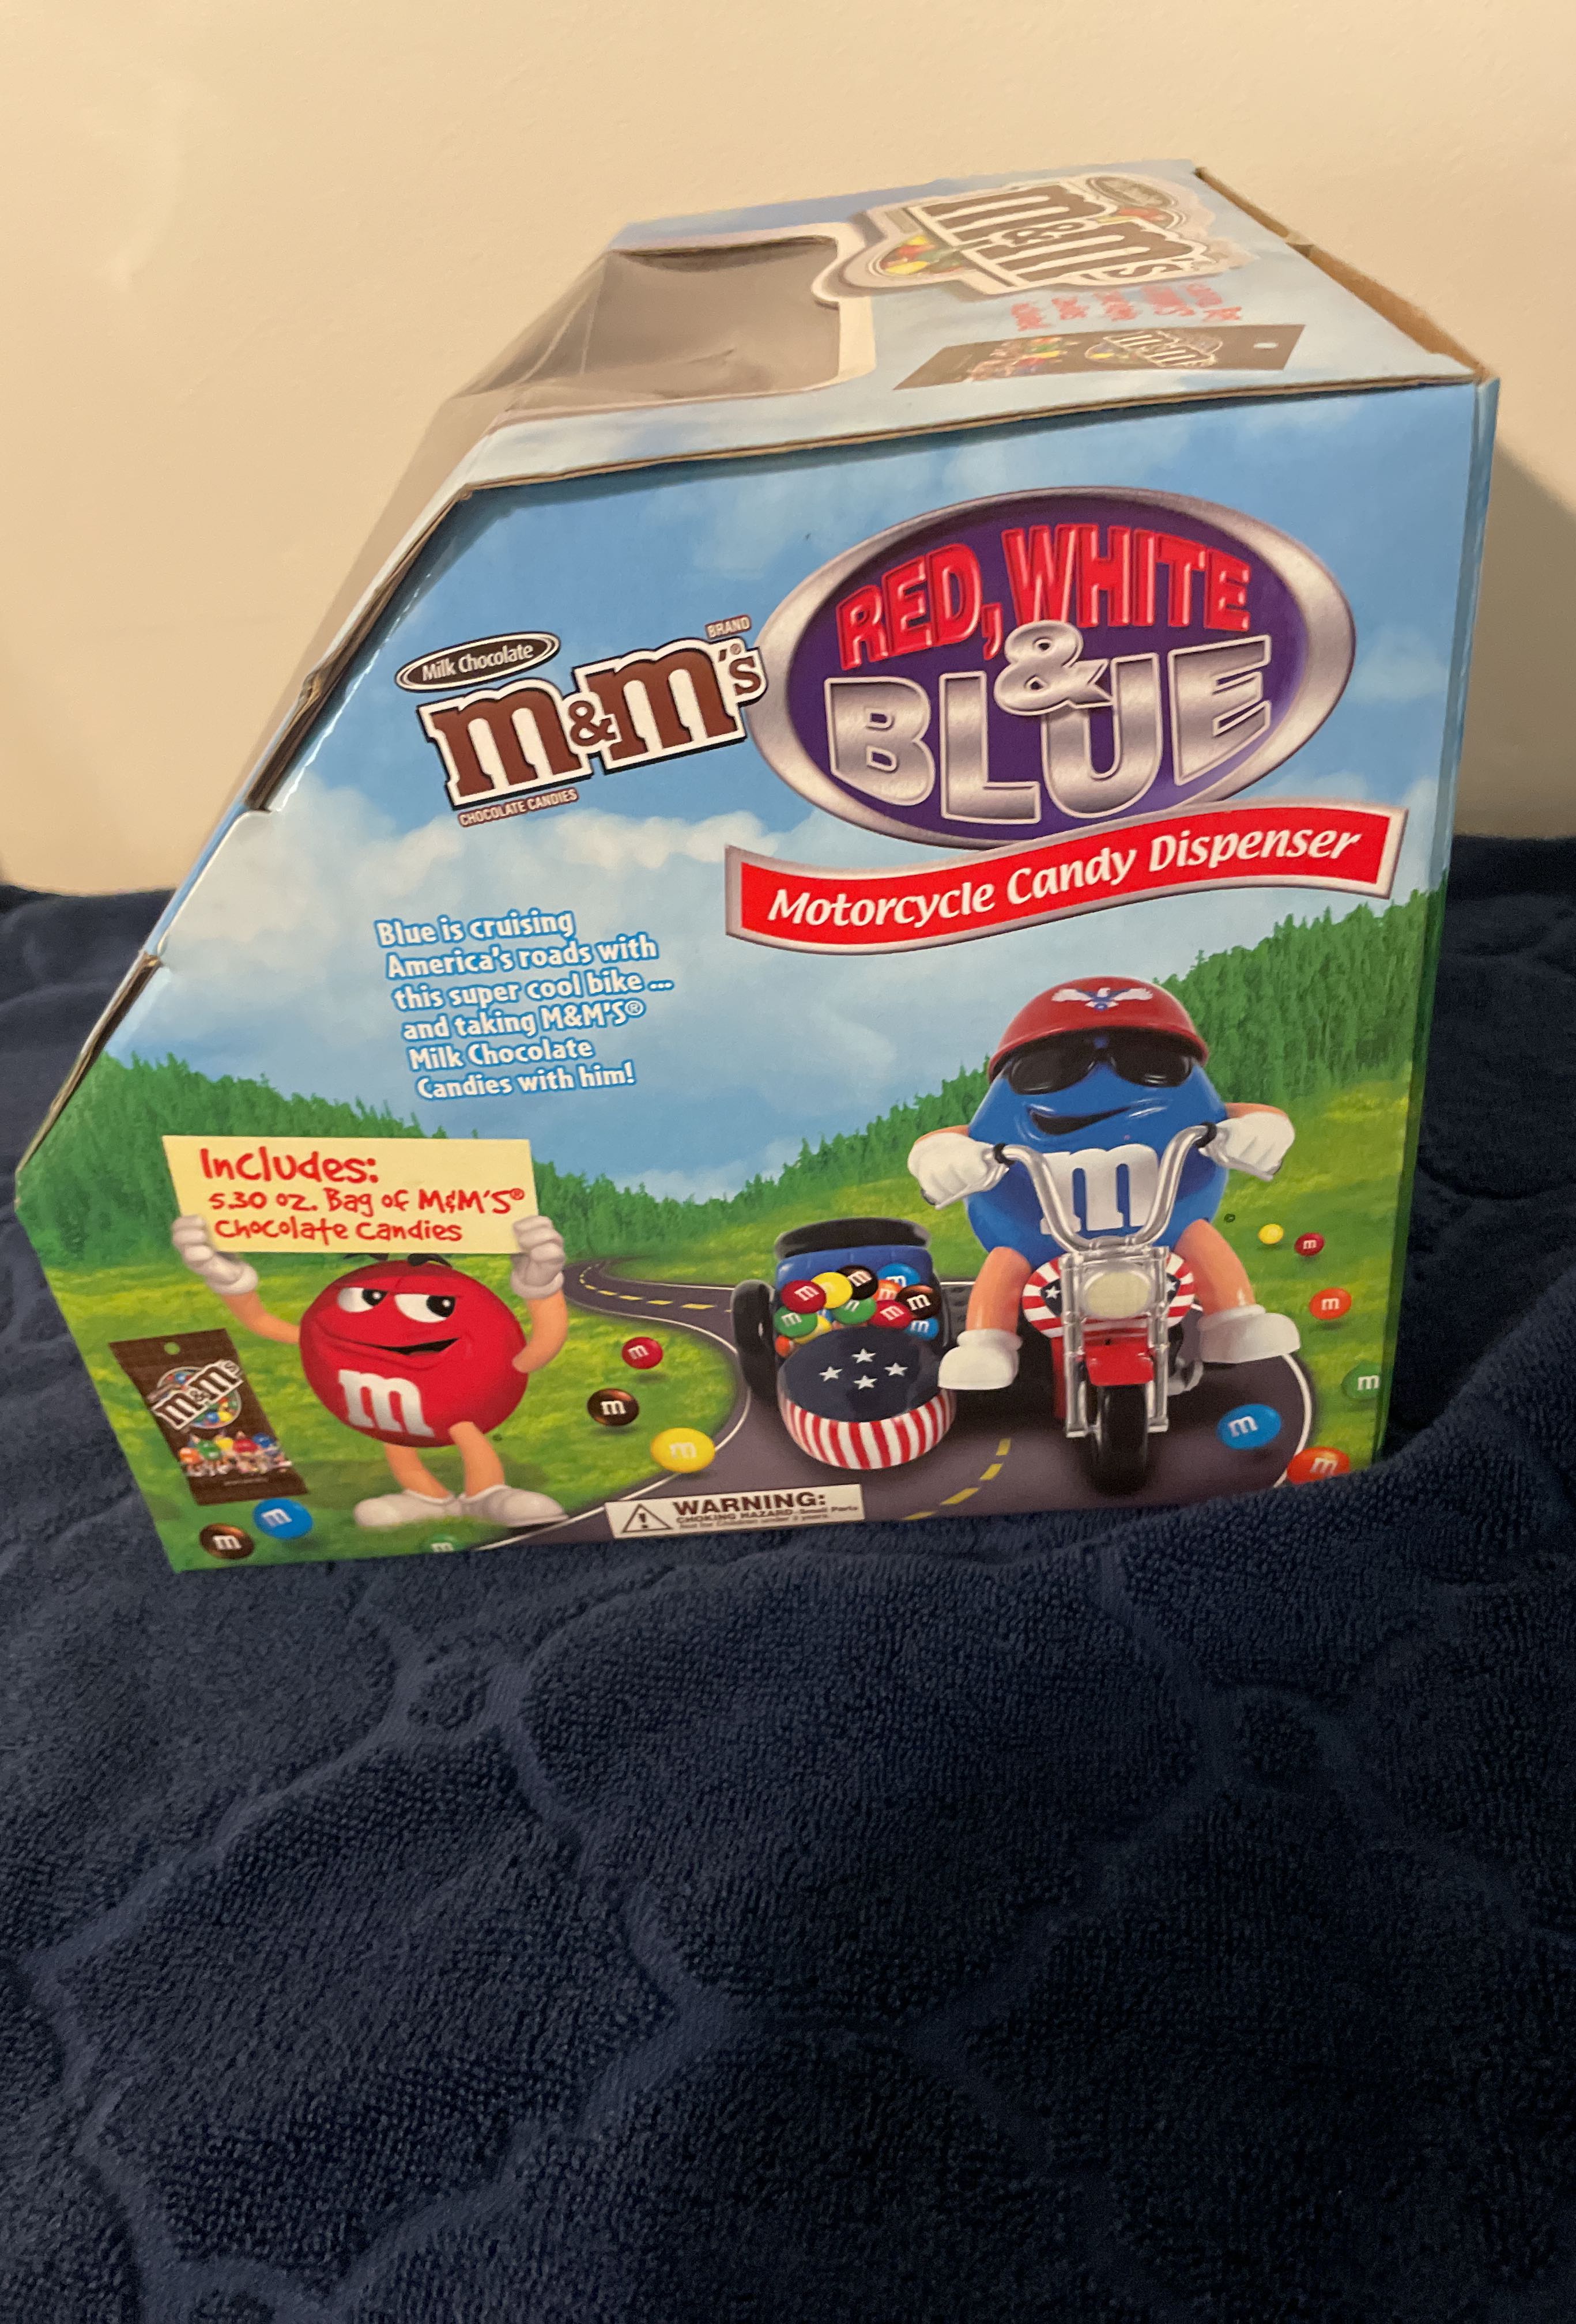 Milk Chocolate
BRAND
m&m's®
CHOCOLATE CANDIES
RED, WHITE
& BLUE
Motorcycle Candy Dispenser
Blue is cruising
America's roads with
this super cool bike ...
and taking M&M'S®
Milk Chocolate
Candies with him!
Includes:
5.30 oz. Bag of M&M'S®
Chocolate Candies
m
m
m&m's
m
m
m
m
m
m
m
m
m
m
m
WARNING:
CHOKING HAZARD-Small Parts
m&m's
m&m's